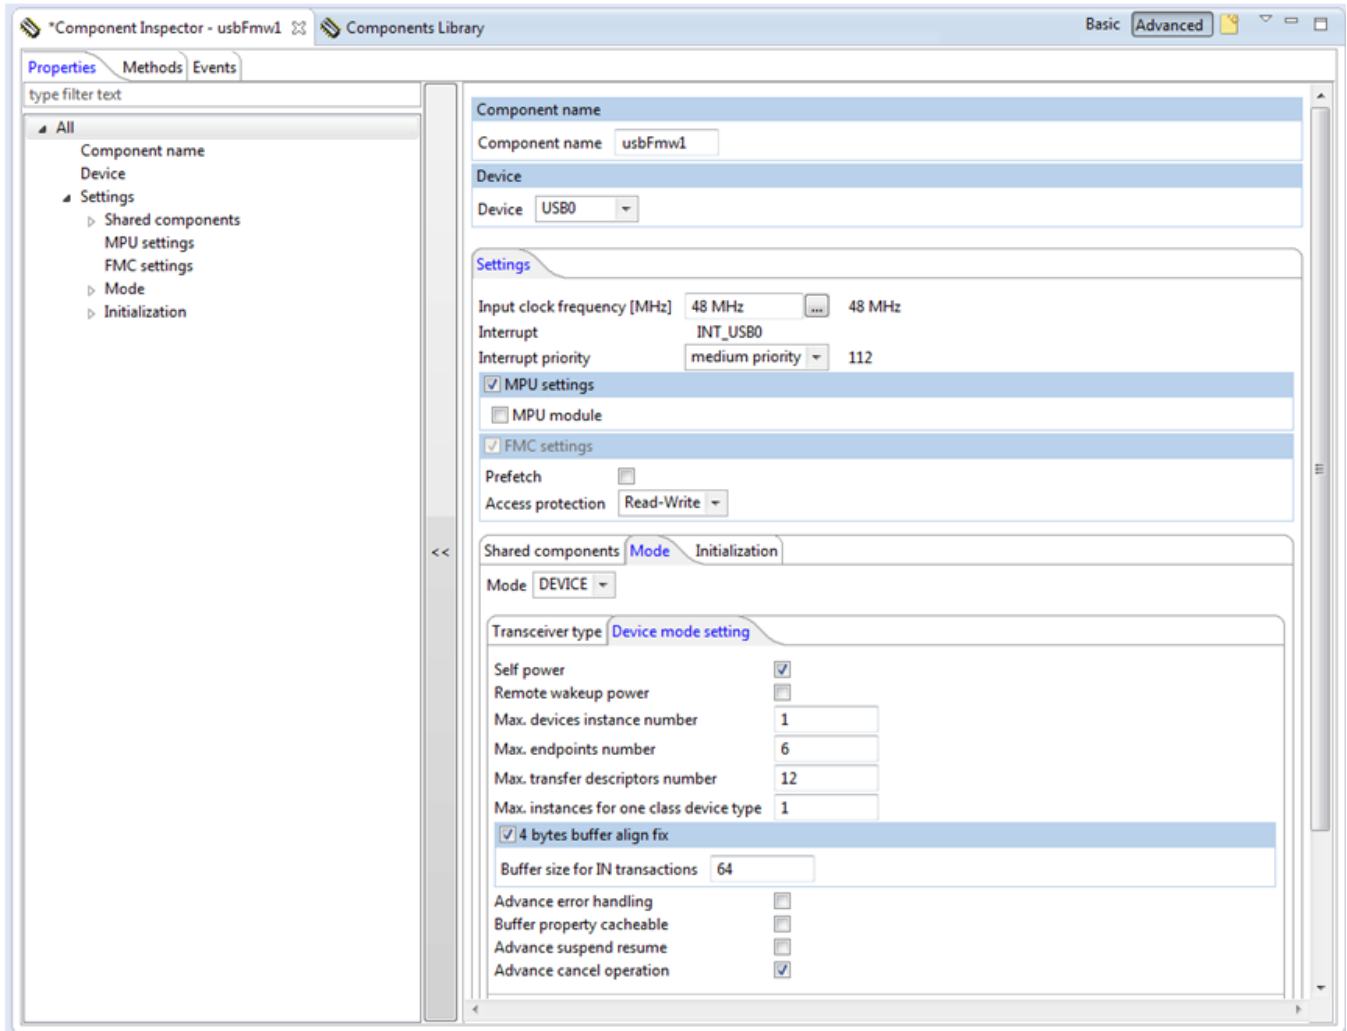 *Component Inspector - usbFmw1 Components Library Basic Advanced
Properties Methods Events
type filter text
All
Component name
Device
Settings
Shared components
MPU settings
FMC settings
Mode
Initialization
<<
Component name
Component name usbFmw1
Device
Device USB0
Settings
Input clock frequency [MHz] 48 MHz ... 48 MHz
Interrupt INT_USB0
Interrupt priority medium priority 112
MPU settings
MPU module
FMC settings
Prefetch
Access protection Read-Write
Shared components Mode Initialization
Mode DEVICE
Transceiver type Device mode setting
Self power
Remote wakeup power
Max. devices instance number 1
Max. endpoints number 6
Max. transfer descriptors number 12
Max. instances for one class device type 1
4 bytes buffer align fix
Buffer size for IN transactions 64
Advance error handling
Buffer property cacheable
Advance suspend resume
Advance cancel operation